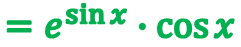 = e^{sin x} · cos x